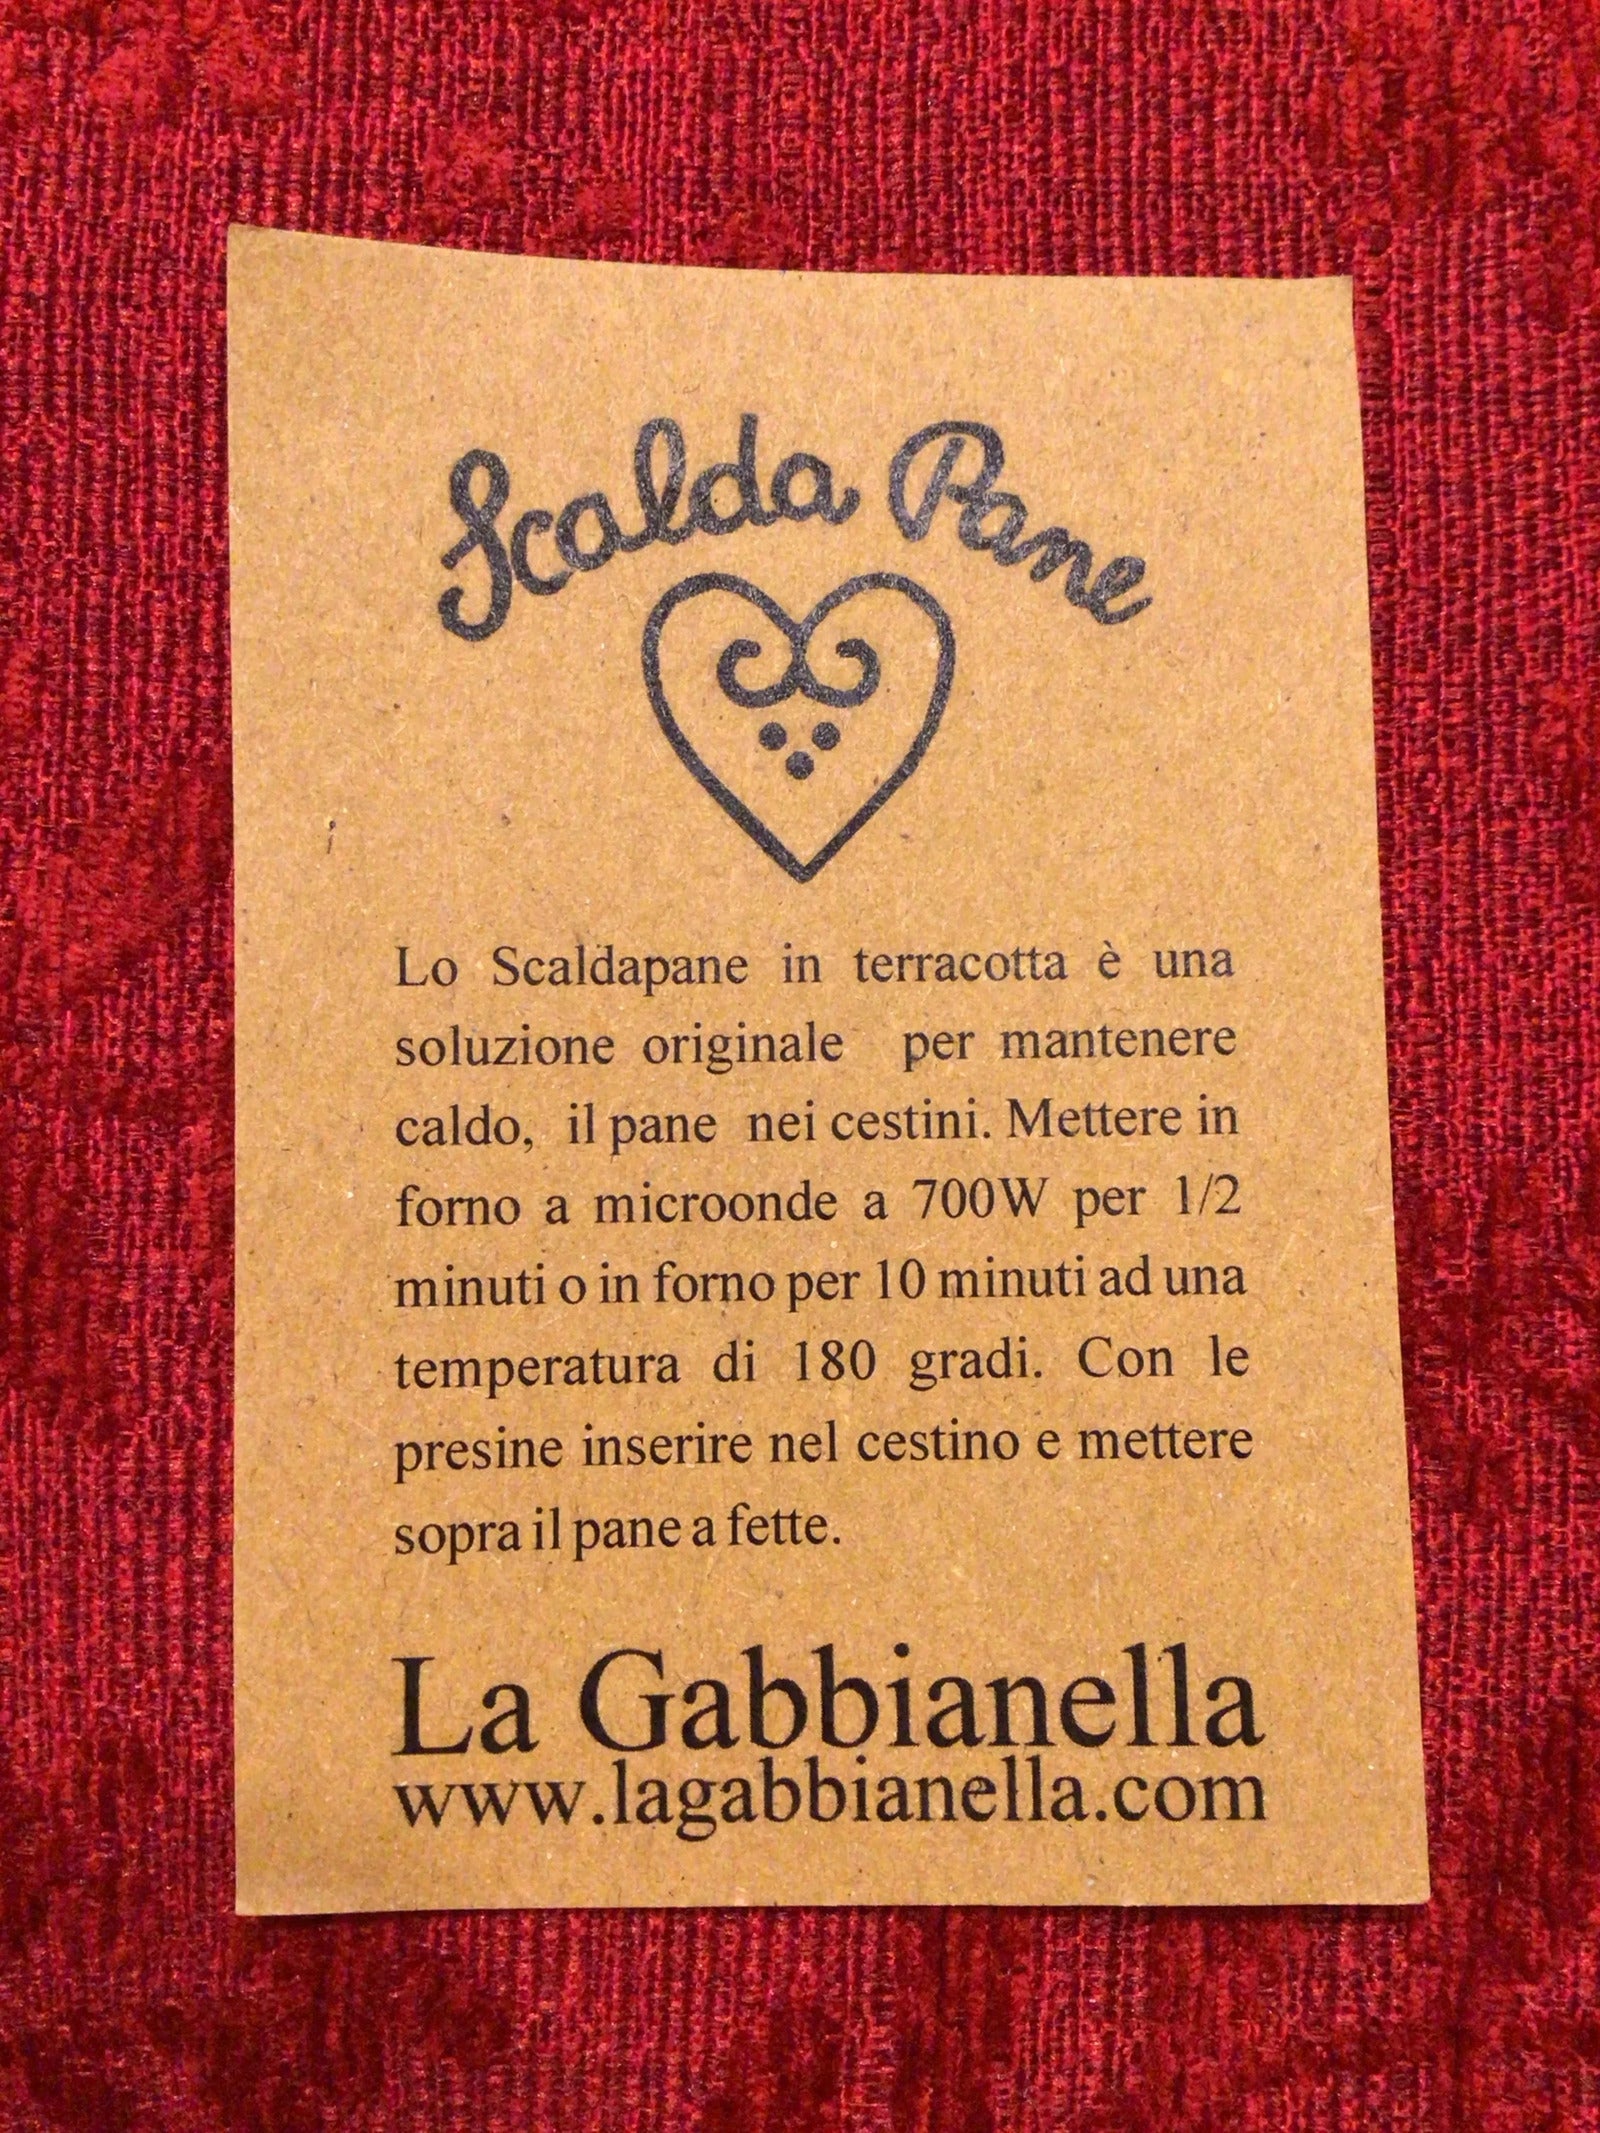 Scalda Pane
Lo Scaldapane in terracotta è una
soluzione originale per mantenere
caldo, il pane nei cestini. Mettere in
forno a microonde a 700W per 1/2
minuti o in forno per 10 minuti ad una
temperatura di 180 gradi. Con le
presine inserire nel cestino e mettere
sopra il pane a fette.
La Gabbianella
www.lagabbianella.com